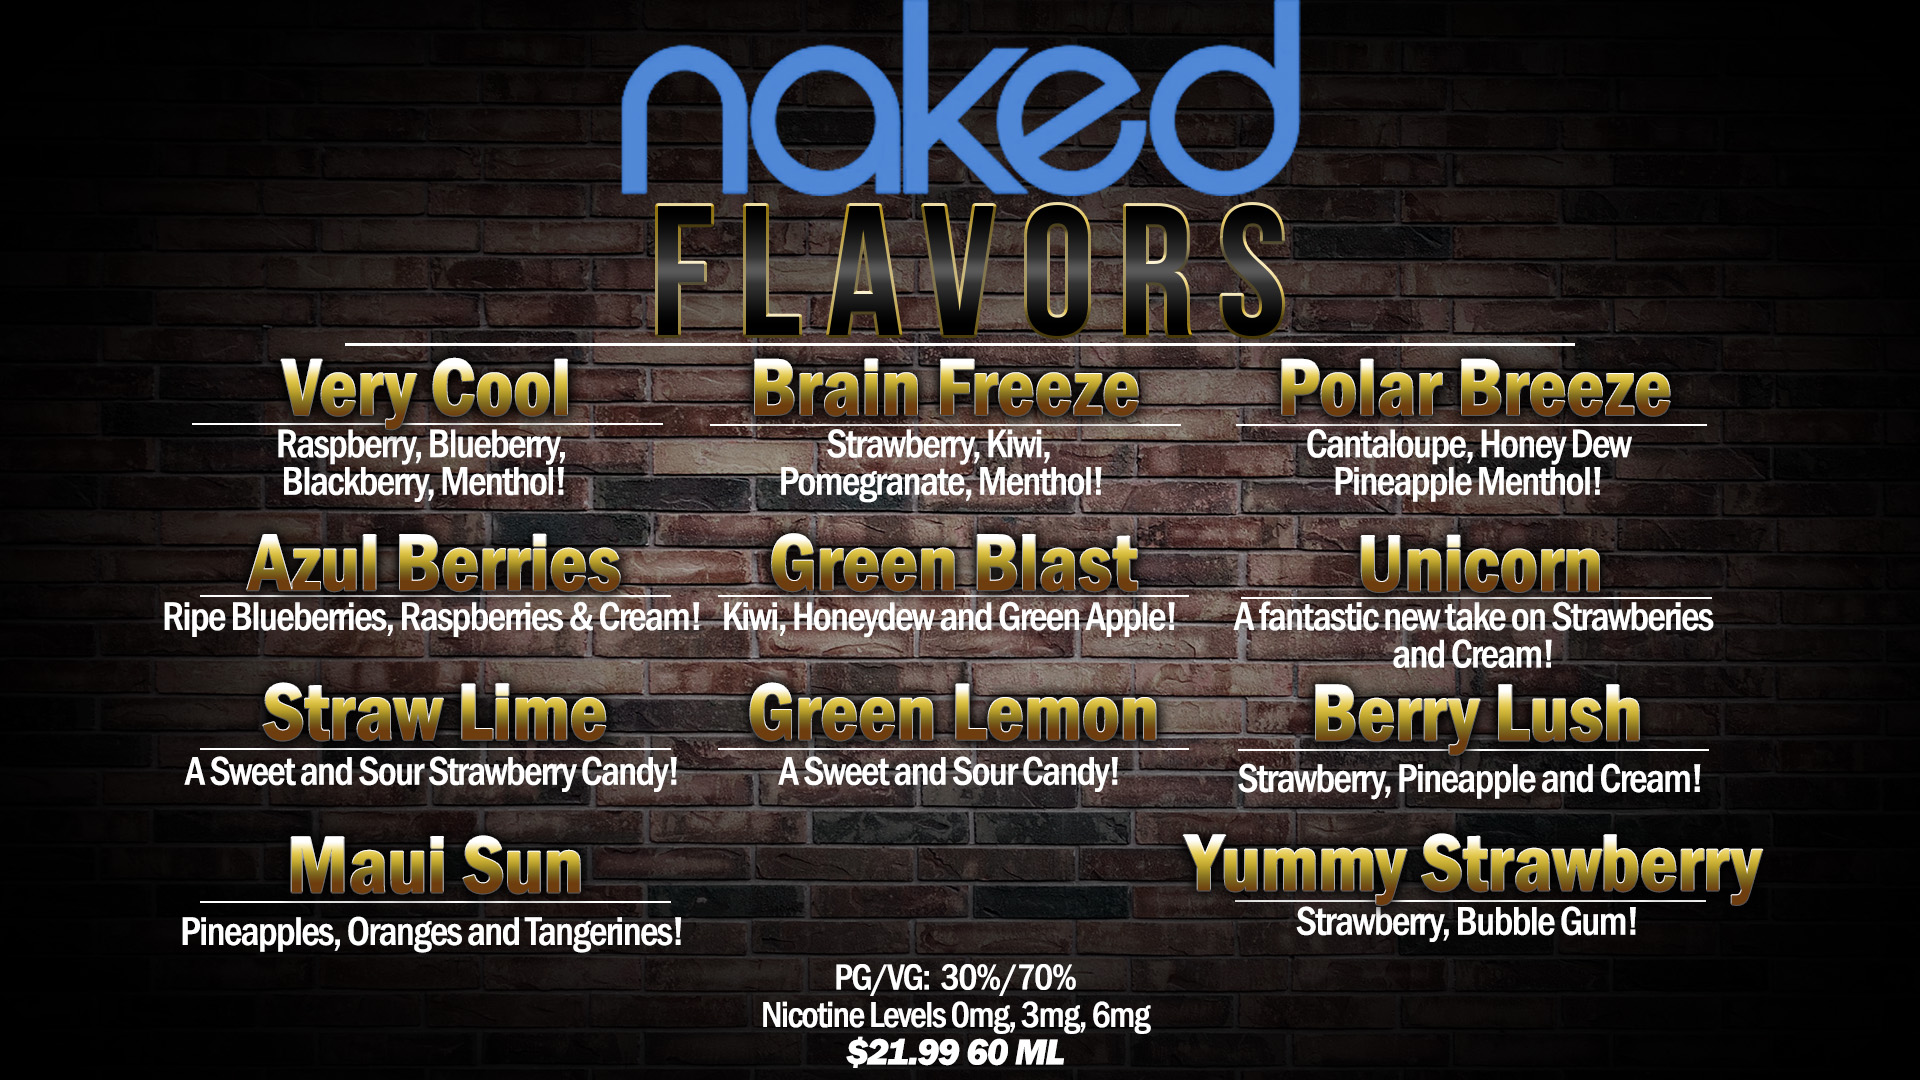 naked
FLAVORS
Very Cool
Raspberry, Blueberry,
Blackberry, Menthol!
Brain Freeze
Strawberry, Kiwi,
Pomegranate, Menthol!
Polar Breeze
Cantaloupe, Honey Dew
Pineapple Menthol!
Azul Berries
Ripe Blueberries, Raspberries & Cream!
Green Blast
Kiwi, Honeydew and Green Apple!
Unicorn
A fantastic new take on Strawberies
and Cream!
Straw Lime
A Sweet and Sour Strawberry Candy!
Green Lemon
A Sweet and Sour Candy!
Berry Lush
Strawberry, Pineapple and Cream!
Maui Sun
Pineapples, Oranges and Tangerines!
Yummy Strawberry
Strawberry, Bubble Gum!
PG/VG: 30%/70%
Nicotine Levels 0mg, 3mg, 6mg
$21.99 60 ML